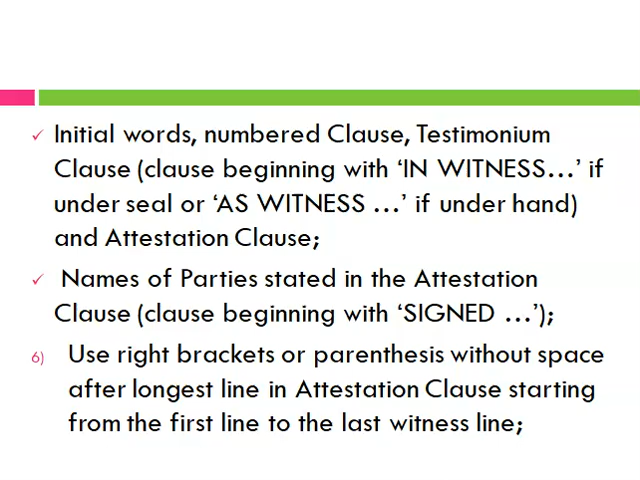 ✓ Initial words, numbered Clause, Testimonium
Clause (clause beginning with ‘IN WITNESS...’ if
under seal or ‘AS WITNESS ...’ if under hand)
and Attestation Clause;
✓ Names of Parties stated in the Attestation
Clause (clause beginning with ‘SIGNED ...’);
6) Use right brackets or parenthesis without space
after longest line in Attestation Clause starting
from the first line to the last witness line;